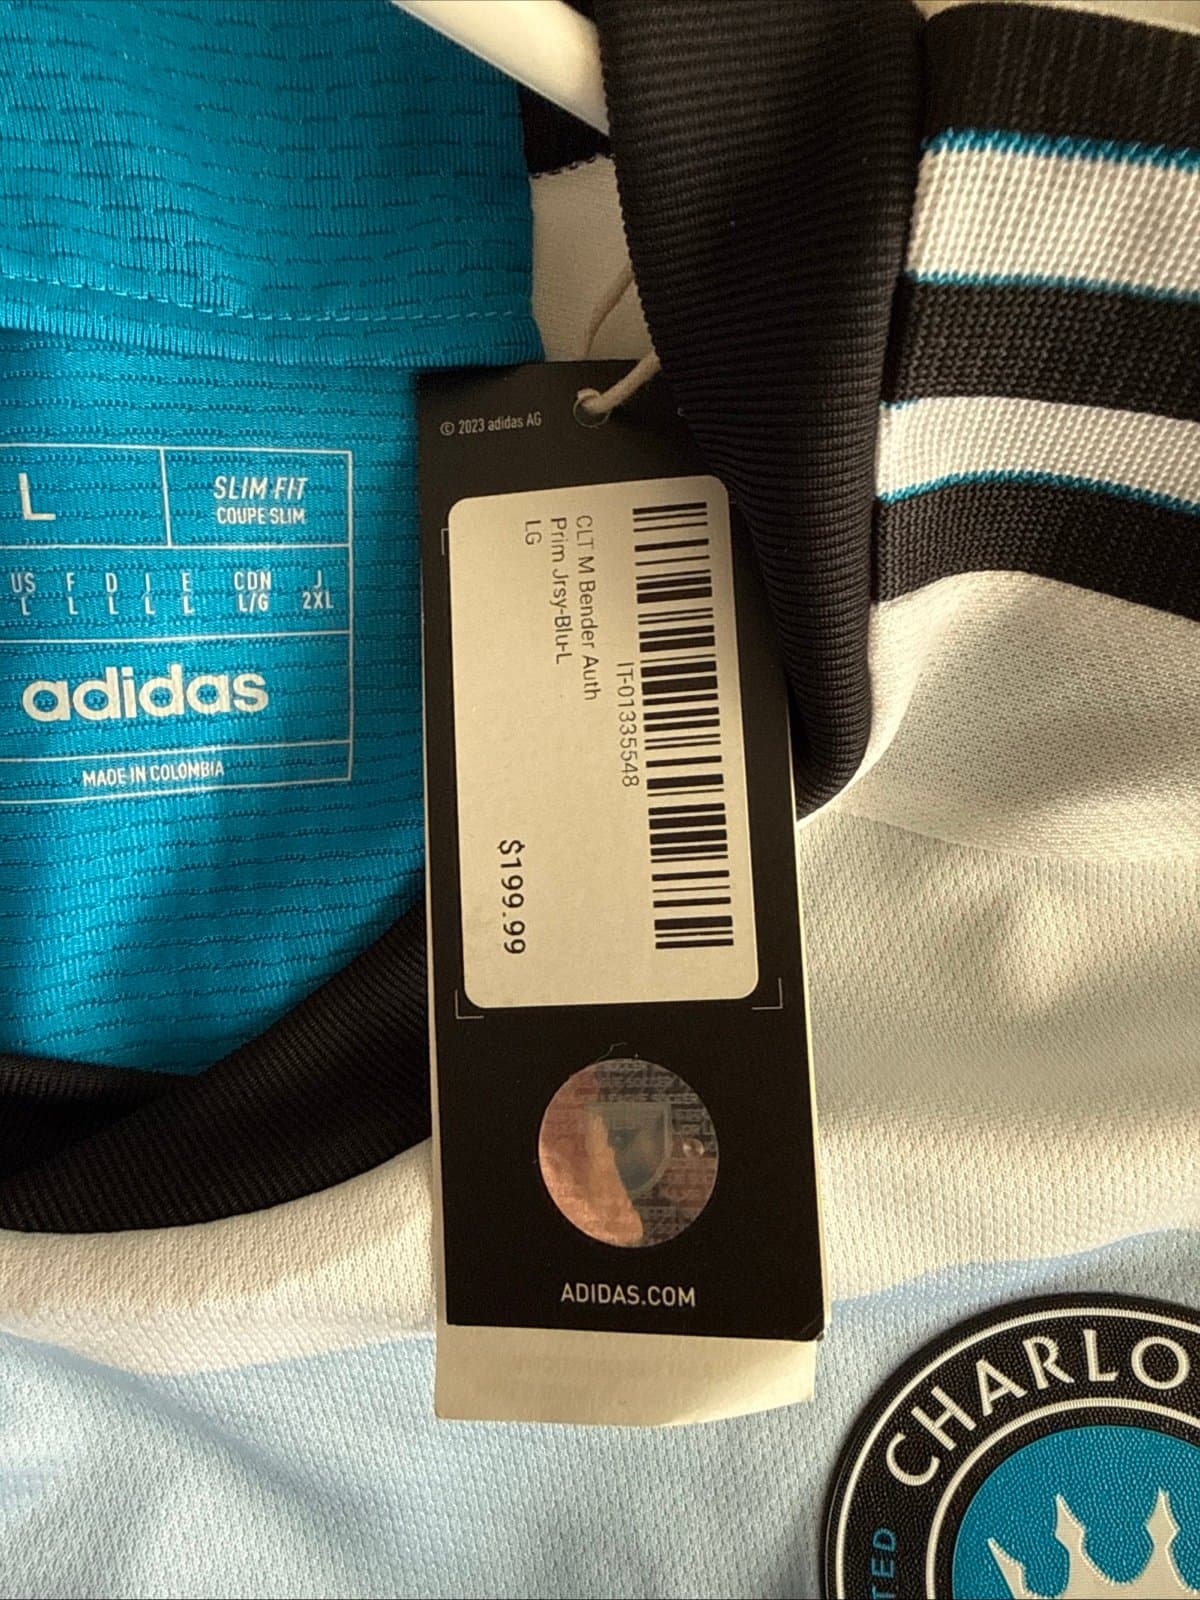 L
SLIM FIT
COUPE SLIM
US F D I E CDN J
L L L L L L/G 2XL
adidas
MADE IN COLOMBIA
© 2023 adidas AG
IT-01335548
CLT M Bender Auth
Prim Jrsy-Blu-L
LG
$199.99
ADIDAS.COM
CHARLO
TED